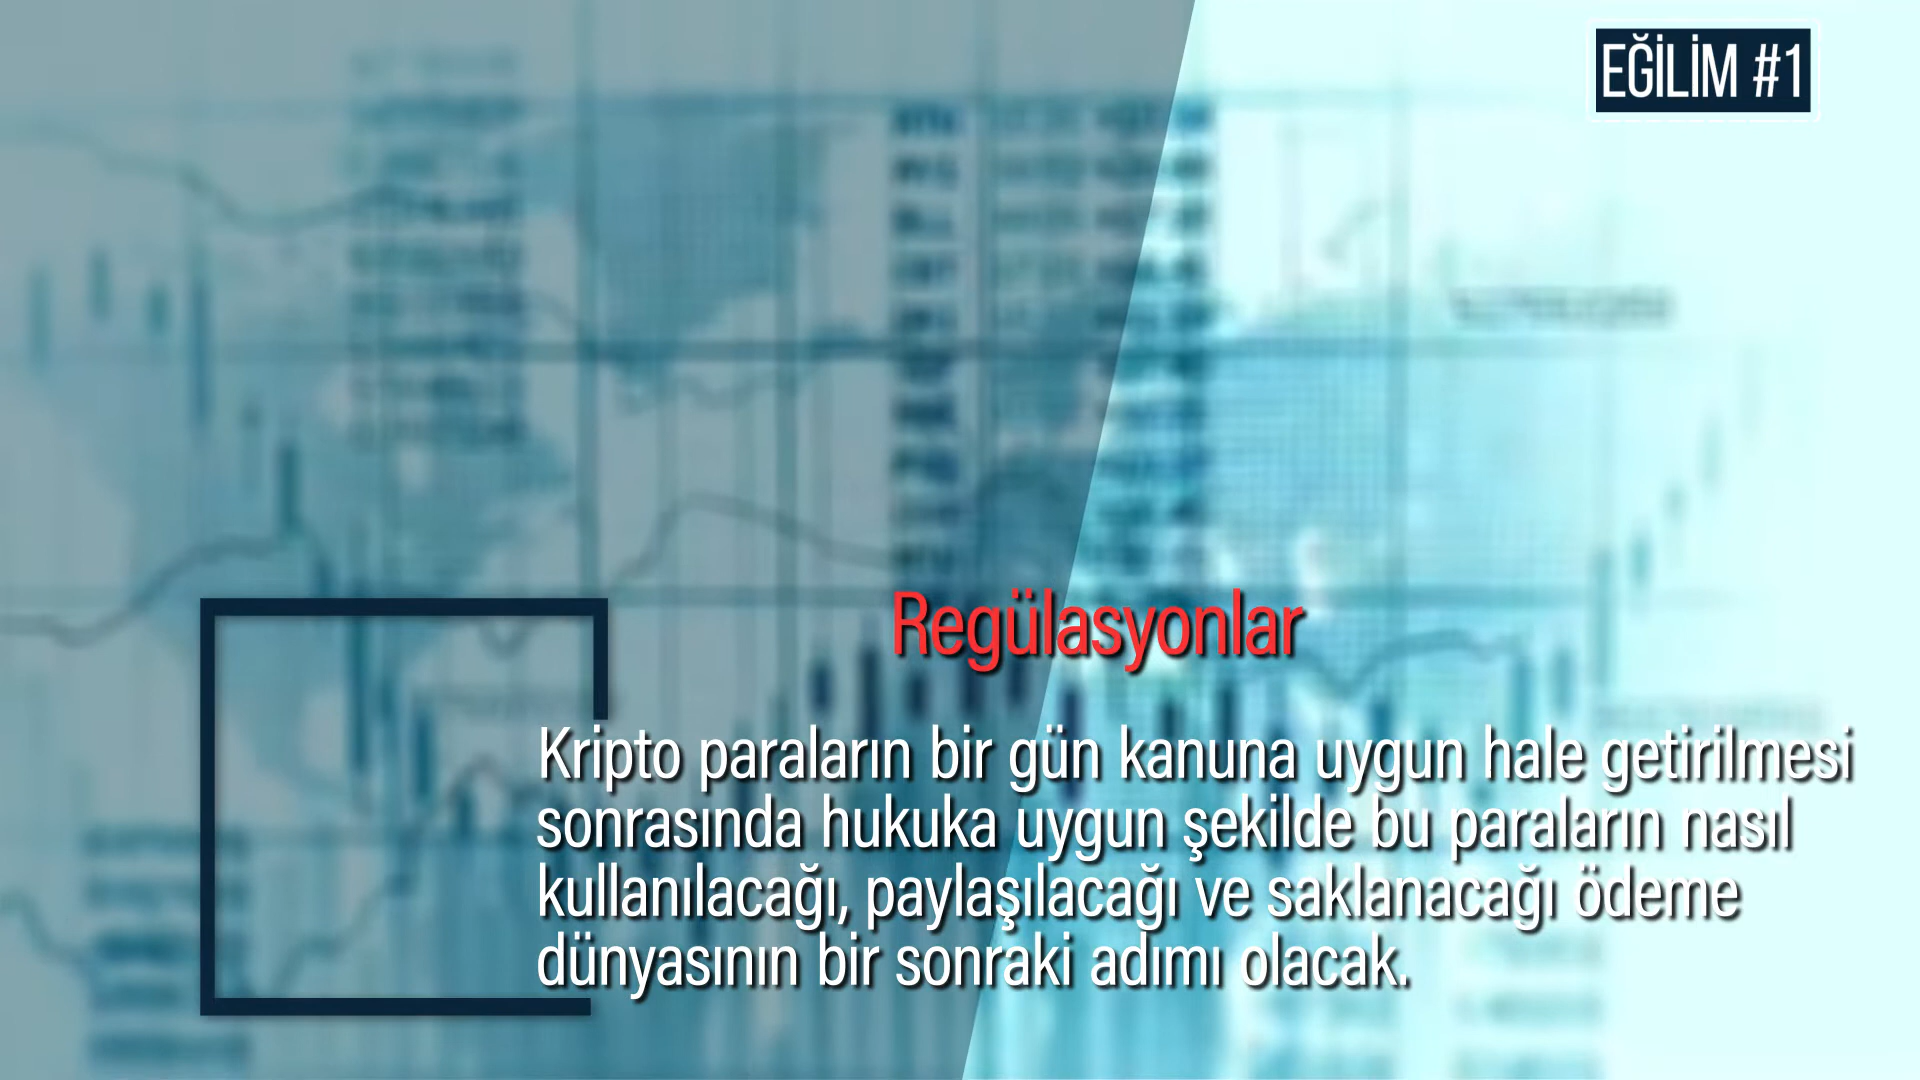 EĞİLİM #1
Regülasyonlar
Kripto paraların bir gün kanuna uygun hale getirilmesi
sonrasında hukuka uygun şekilde bu paraların nasıl
kullanılacağı, paylaşılacağı ve saklanacağı ödeme
dünyasının bir sonraki adımı olacak.